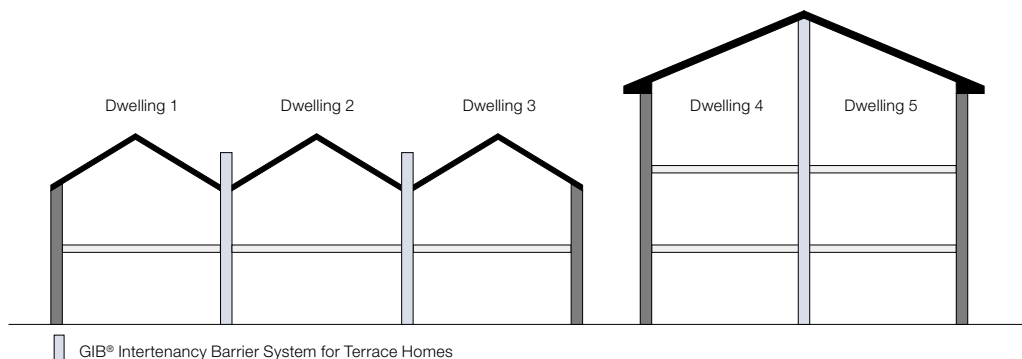 Dwelling 1
Dwelling 2
Dwelling 3
Dwelling 4
Dwelling 5
GIB® Intertenancy Barrier System for Terrace Homes